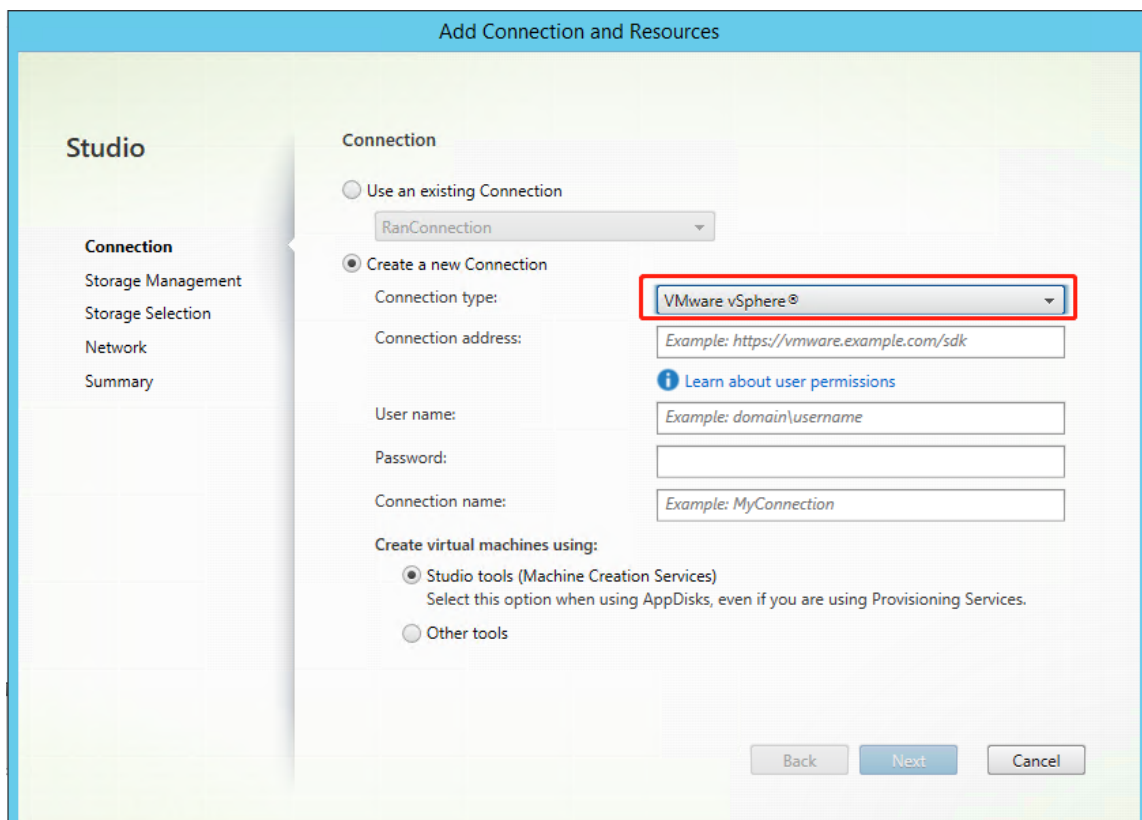 Add Connection and Resources
Studio
Connection
Storage Management
Storage Selection
Network
Summary
Connection
Use an existing Connection
RanConnection
Create a new Connection
Connection type:
VMware vSphere®
Connection address:
Example: https://vmware.example.com/sdk
Learn about user permissions
User name:
Example: domain\username
Password:
Connection name:
Example: MyConnection
Create virtual machines using:
Studio tools (Machine Creation Services)
Select this option when using AppDisks, even if you are using Provisioning Services.
Other tools
Back
Next
Cancel